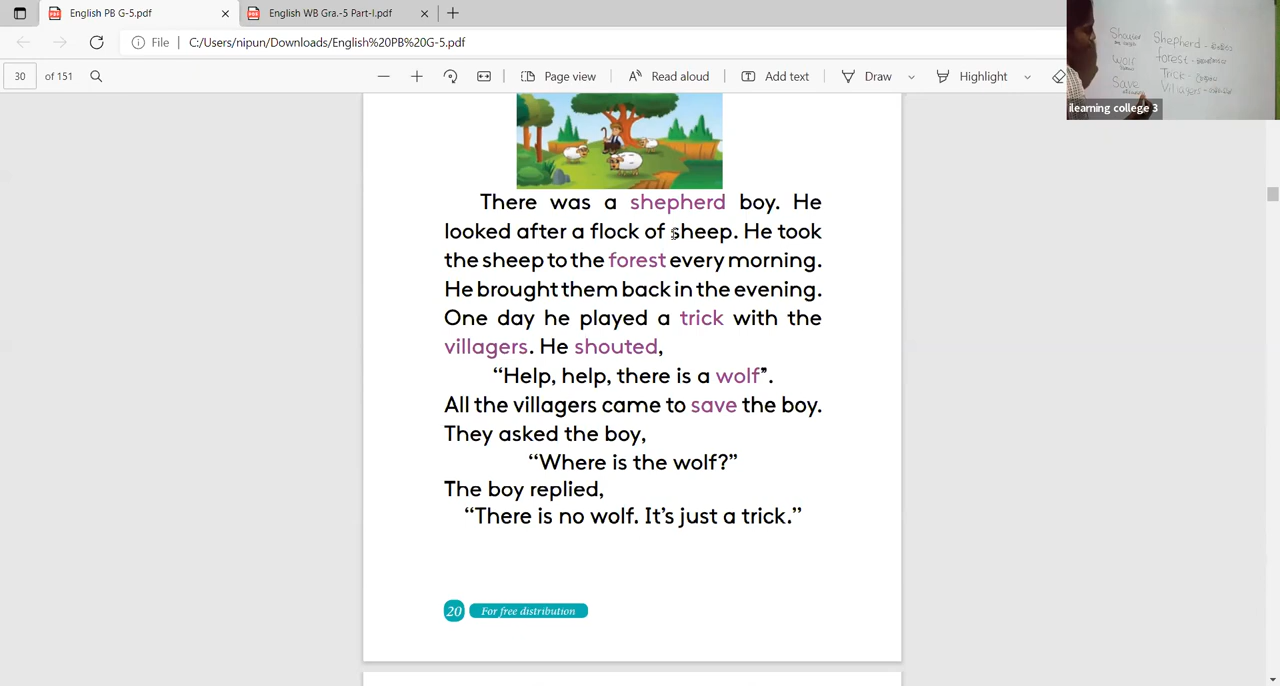 English PB G-5.pdf
English WB Gra.-5 Part-I.pdf
File
C:/Users/nipun/Downloads/English%20PB%20G-5.pdf
30 of 151
Page view
Read aloud
Add text
Draw
Highlight
Shepherd
forest
Trick
Villagers
Save
ilearning college 3
There was a shepherd boy. He
looked after a flock of sheep. He took
the sheep to the forest every morning.
He brought them back in the evening.
One day he played a trick with the
villagers. He shouted,
“Help, help, there is a wolf”.
All the villagers came to save the boy.
They asked the boy,
“Where is the wolf?”
The boy replied,
“There is no wolf. It’s just a trick.”
20
For free distribution